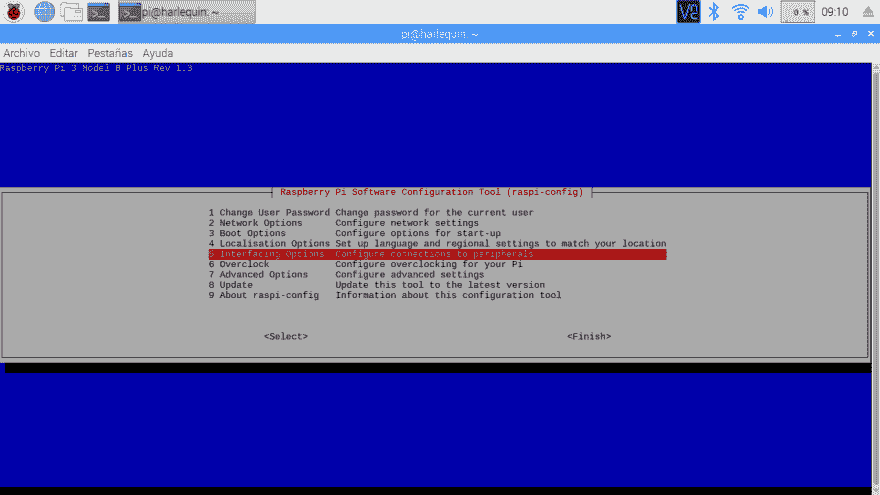 pi@harlequin: ~
V2
0 %
09:10
pi@harlequin: ~
Archivo Editar Pestañas Ayuda
Raspberry Pi 3 Model B Plus Rev 1.3
Raspberry Pi Software Configuration Tool (raspi-config)
1 Change User Password Change password for the current user
2 Network Options Configure network settings
3 Boot Options Configure options for start-up
4 Localisation Options Set up language and regional settings to match your location
5 Interfacing Options Configure connections to peripherals
6 Overclock Configure overclocking for your Pi
7 Advanced Options Configure advanced settings
8 Update Update this tool to the latest version
9 About raspi-config Information about this configuration tool
<Select> <Finish>